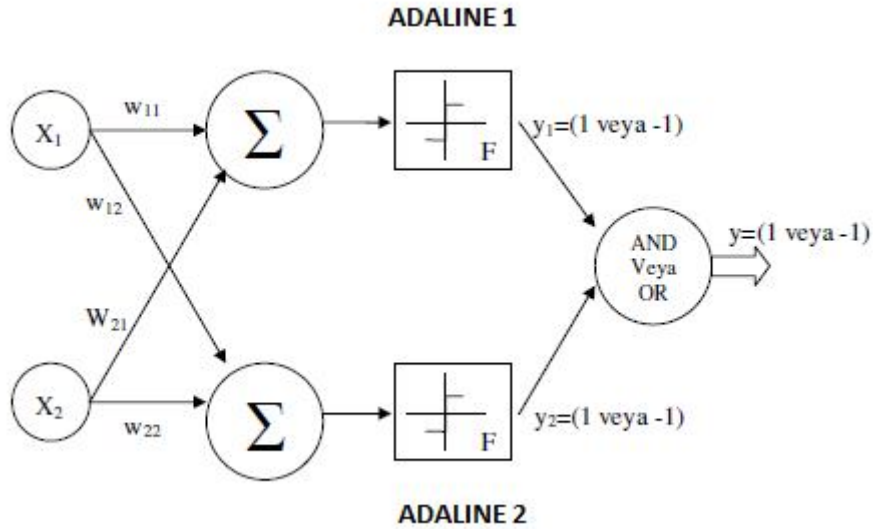 ADALINE 1
X₁
w₁₁
Σ
F
y₁=(1 veya -1)
w₁₂
AND
Veya
OR
y=(1 veya -1)
W₂₁
X₂
w₂₂
Σ
F
y₂=(1 veya -1)
ADALINE 2